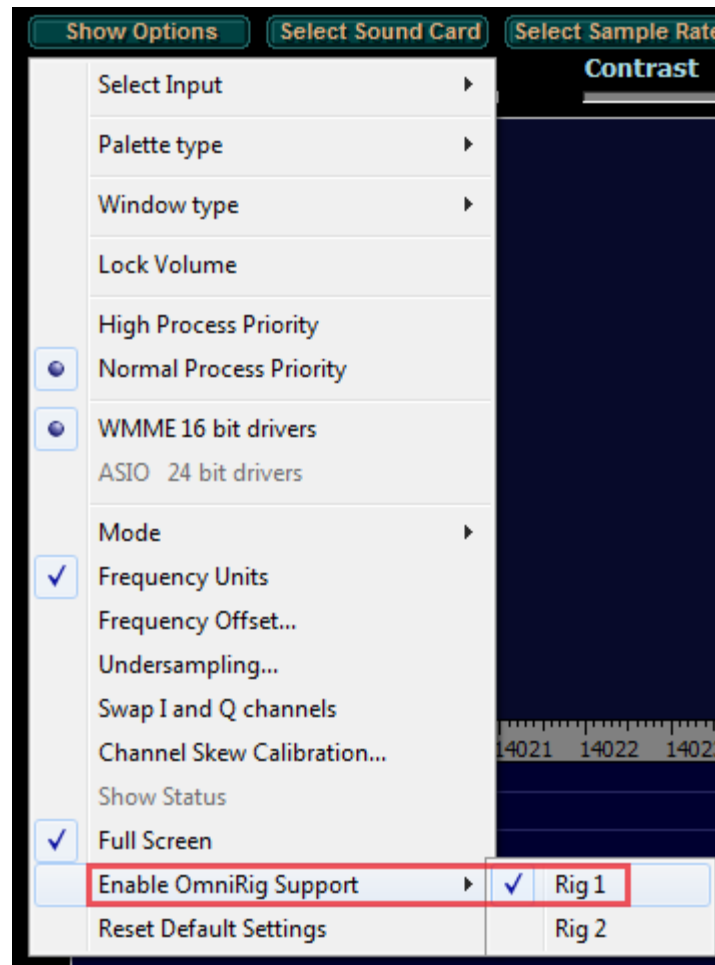 Show Options Select Sound Card Select Sample Rate
Contrast
Select Input
Palette type
Window type
Lock Volume
High Process Priority
Normal Process Priority
WMME 16 bit drivers
ASIO 24 bit drivers
Mode
Frequency Units
Frequency Offset...
Undersampling...
Swap I and Q channels
14021 14022 1402
Channel Skew Calibration...
Show Status
Full Screen
Enable OmniRig Support Rig 1
Reset Default Settings Rig 2